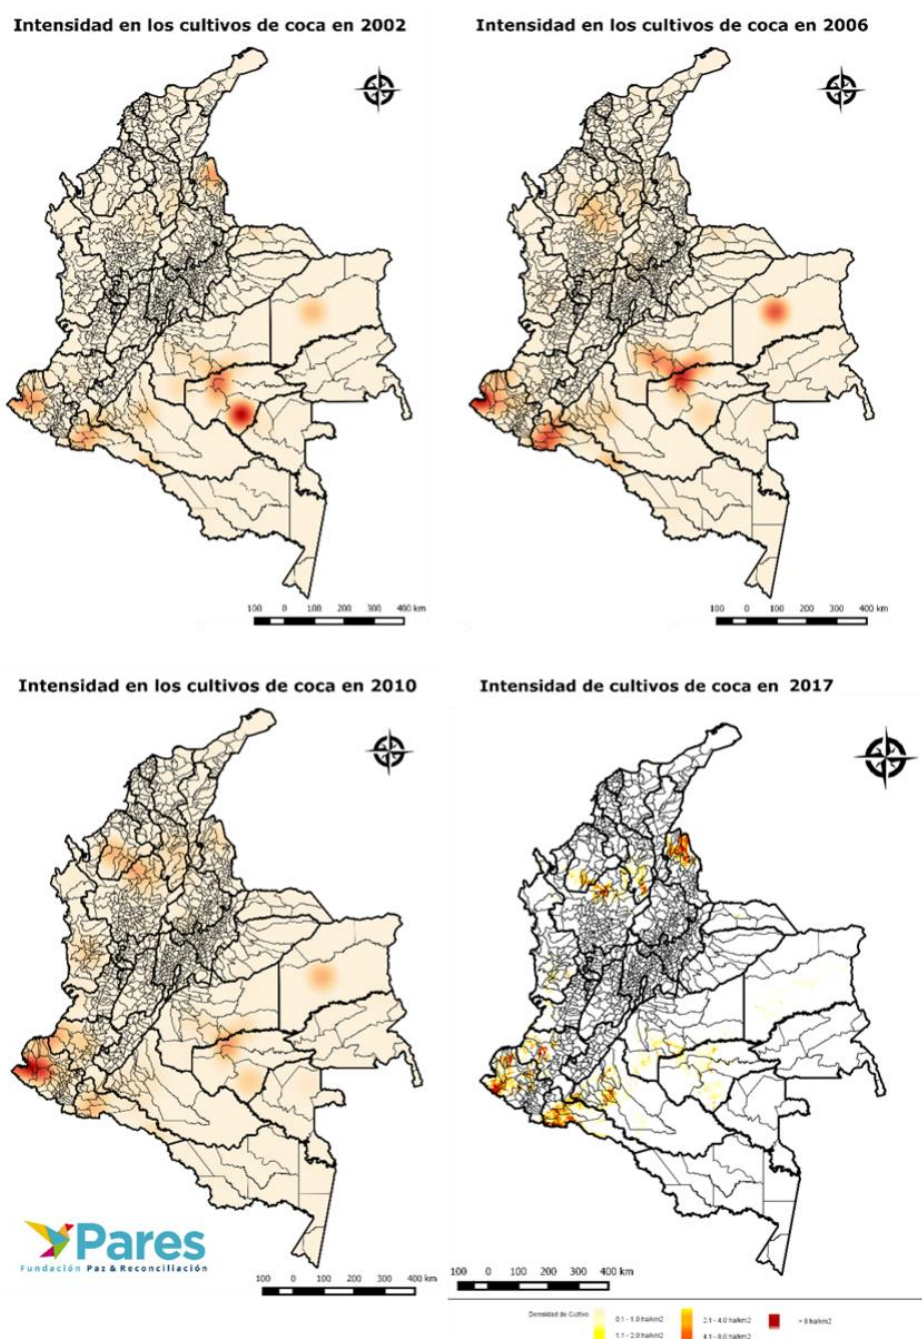 Intensidad en los cultivos de coca en 2002
Intensidad en los cultivos de coca en 2006
100 0 100 200 300 400 km
100 0 100 200 300 400 km
Intensidad en los cultivos de coca en 2010
Intensidad de cultivos de coca en 2017
Pares
Fundación Paz & Reconciliación
100 0 100 200 300 400 km
100 0 100 200 300 400 km
Densidad de Cultivo
0.1 - 1.0 ha/km2
2.1 - 4.0 ha/km2
> 8 ha/km2
1.1 - 2.0 ha/km2
4.1 - 8.0 ha/km2